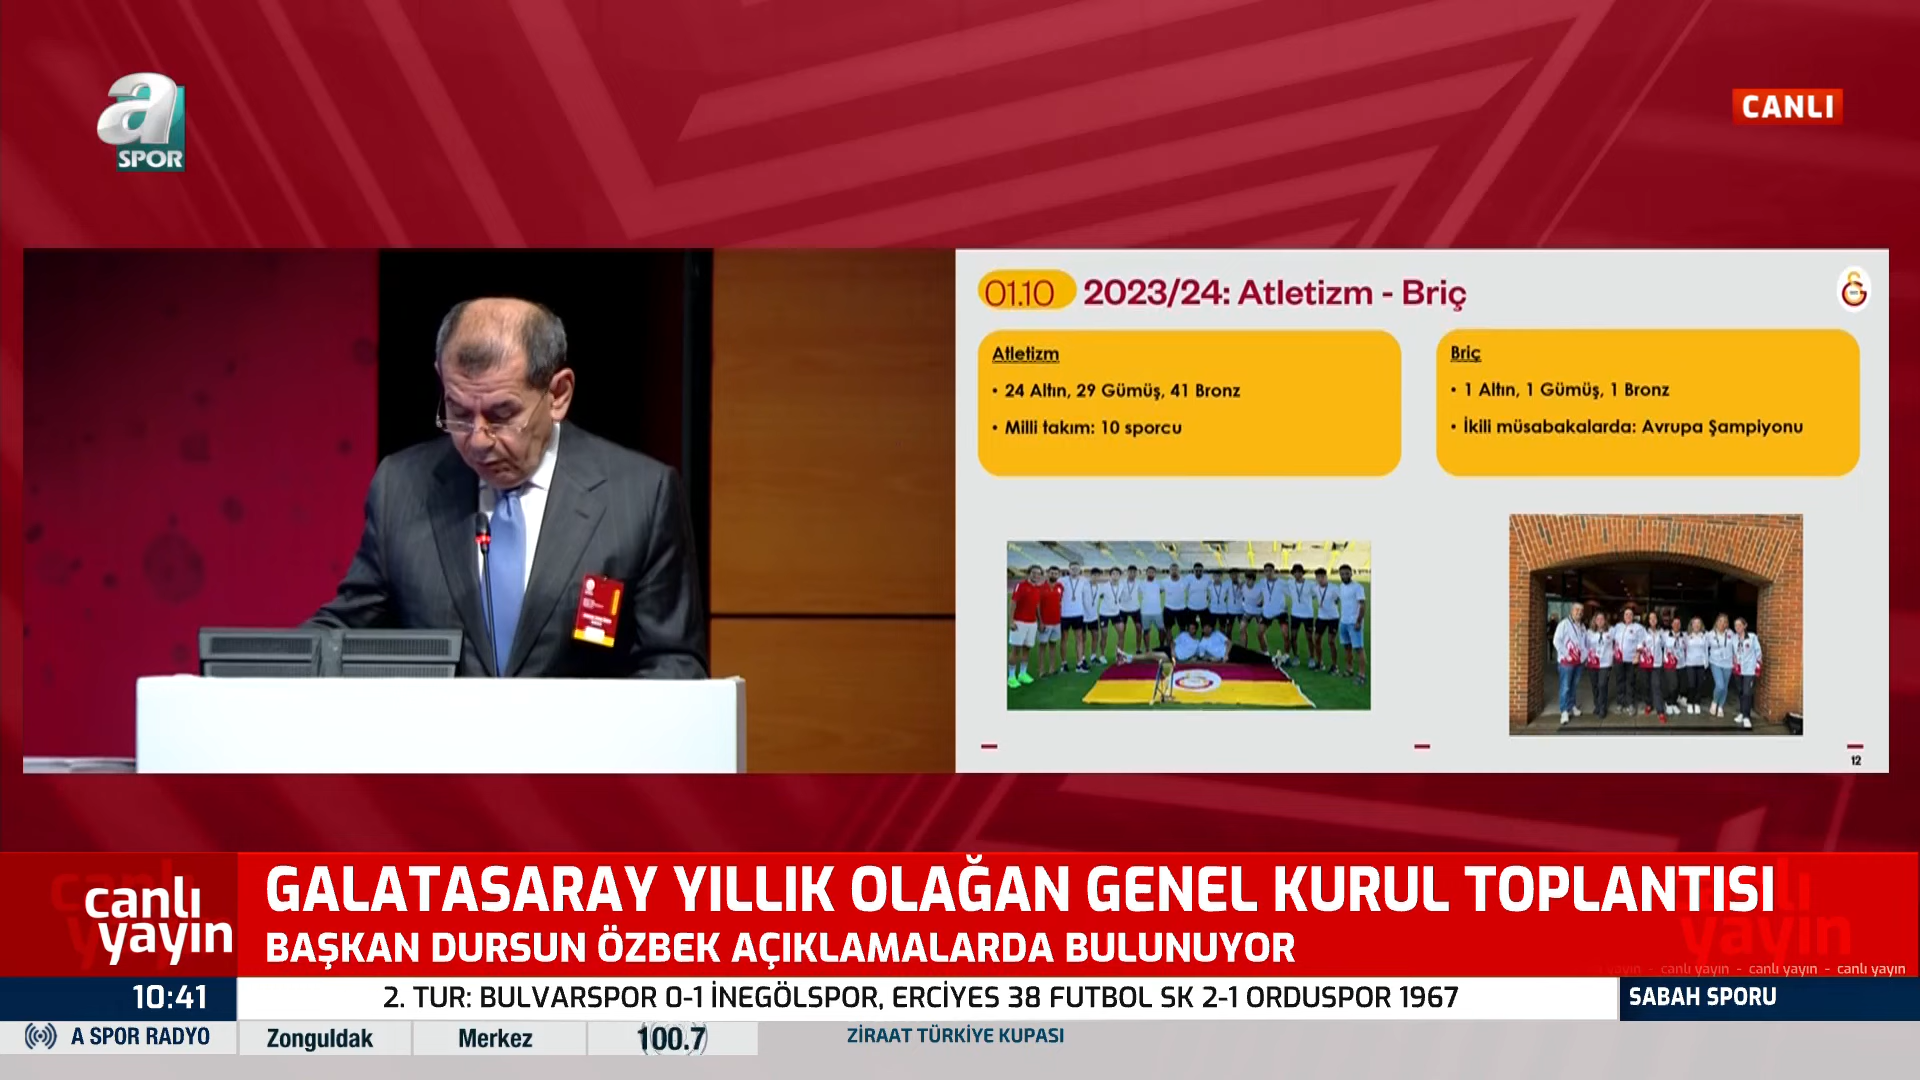 a
SPOR
CANLI
01.10 2023/24: Atletizm - Briç
Atletizm
• 24 Altın, 29 Gümüş, 41 Bronz
• Milli takım: 10 sporcu
Briç
• 1 Altın, 1 Gümüş, 1 Bronz
• İkili müsabakalarda: Avrupa Şampiyonu
12
canlı
yayın
GALATASARAY YILLIK OLAĞAN GENEL KURUL TOPLANTISI
BAŞKAN DURSUN ÖZBEK AÇIKLAMALARDA BULUNUYOR
yayın - canlı yayın - canlı yayın - canlı yayın
10:41
2. TUR: BULVARSPOR 0-1 İNEGÖLSPOR, ERCİYES 38 FUTBOL SK 2-1 ORDUSPOR 1967
SABAH SPORU
A SPOR RADYO
Zonguldak
Merkez
100.7
ZİRAAT TÜRKİYE KUPASI